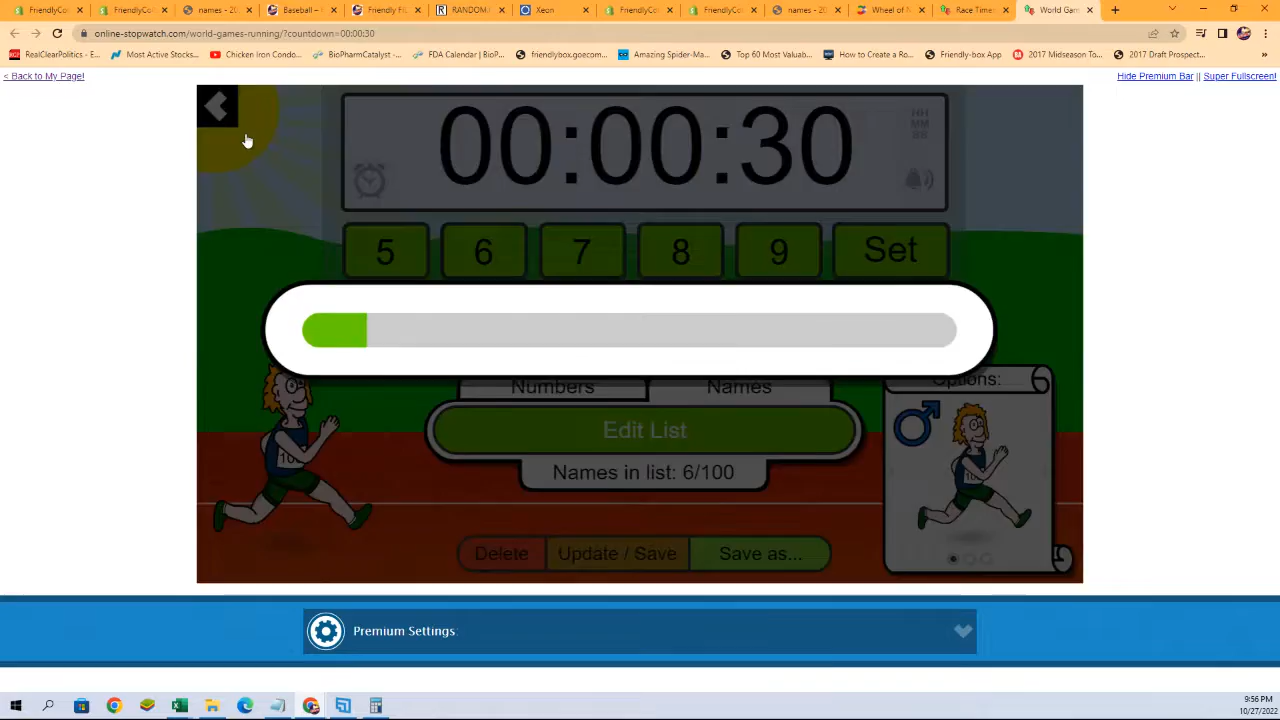 FriendlyCo
FriendlyCo
names - 20
Baseball –
Friendly Fi
RANDOM.
Xeon
FriendlyCo
FriendlyCo
names - 20
Wheel of N
Race Time
World Gam
online-stopwatch.com/world-games-running/?countdown=00:00:30
RealClearPolitics - E...
Most Active Stocks...
Chicken Iron Condo...
BioPharmCatalyst -...
FDA Calendar | BioP...
friendlybox.goecom...
Amazing Spider-Ma...
Top 60 Most Valuab...
How to Create a Ro...
Friendly-box App
2017 Midseason To...
2017 Draft Prospect...
»
< Back to My Page!
Hide Premium Bar || Super Fullscreen!
00:00:30
HH
MM
5 6 7 8 9 Set
Numbers Names
Options:
Edit List
Names in list: 6/100
Delete Update / Save Save as...
Premium Settings:
9:56 PM
10/27/2022